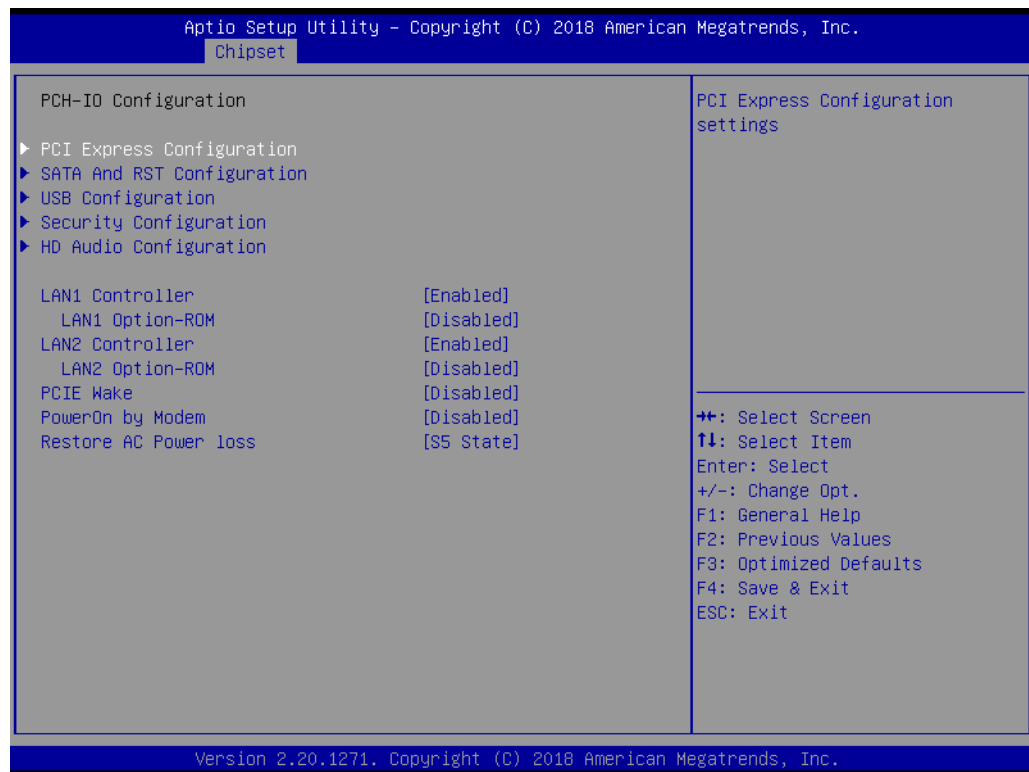 Aptio Setup Utility – Copyright (C) 2018 American Megatrends, Inc.
Chipset
PCH-IO Configuration
PCI Express Configuration
SATA And RST Configuration
USB Configuration
Security Configuration
HD Audio Configuration
LAN1 Controller [Enabled]
LAN1 Option-ROM [Disabled]
LAN2 Controller [Enabled]
LAN2 Option-ROM [Disabled]
PCIE Wake [Disabled]
PowerOn by Modem [Disabled]
Restore AC Power loss [S5 State]
PCI Express Configuration
settings
→←: Select Screen
↑↓: Select Item
Enter: Select
+/-: Change Opt.
F1: General Help
F2: Previous Values
F3: Optimized Defaults
F4: Save & Exit
ESC: Exit
Version 2.20.1271. Copyright (C) 2018 American Megatrends, Inc.